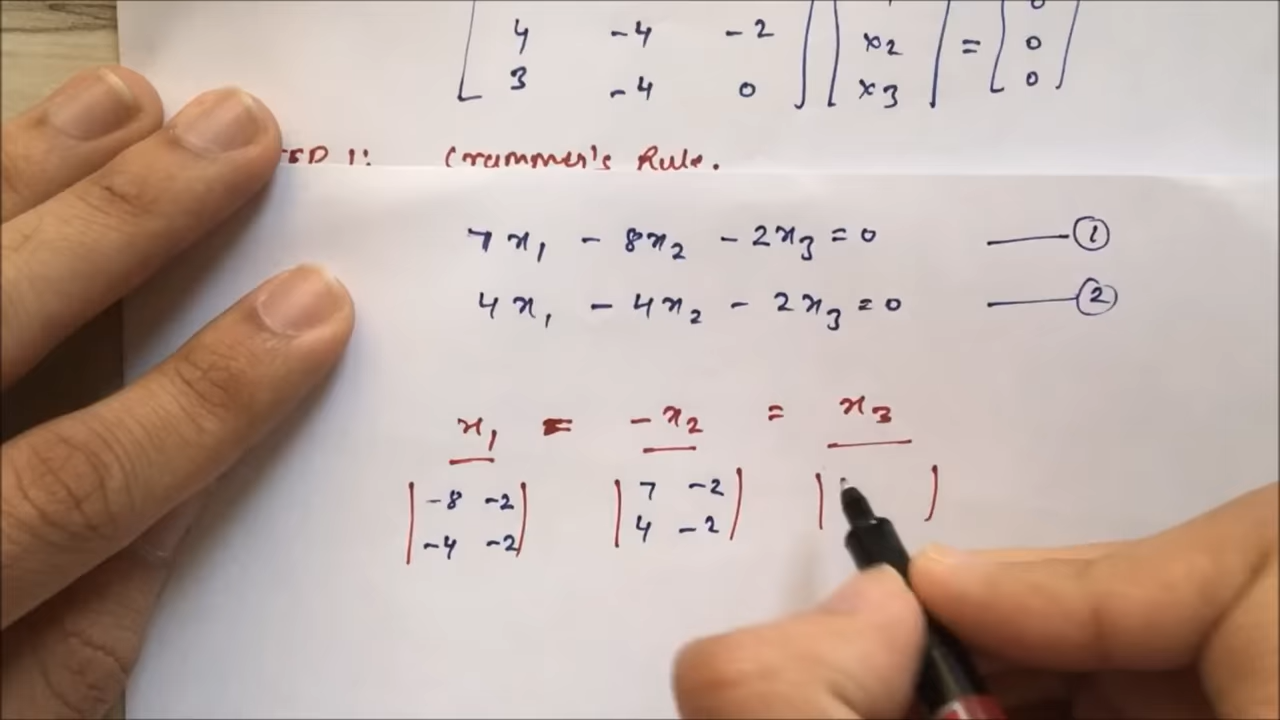 4 -4 -2 x2 = 0
3 -4 0 x3 0
Crammer's Rule.
7x₁ - 8x₂ - 2x₃ = 0 —— ①
4x₁ - 4x₂ - 2x₃ = 0 —— ②
x₁ = -x₂ = x₃
|-8 -2| |7 -2| | |
|-4 -2| |4 -2|